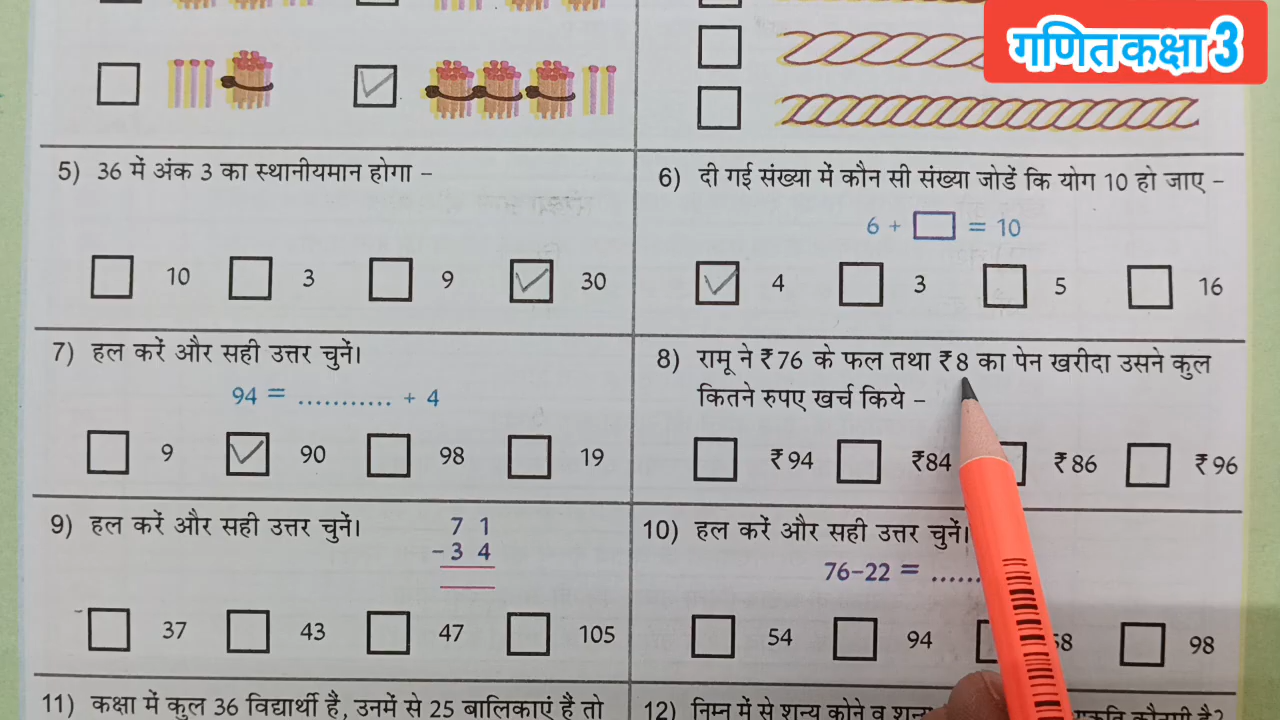 गणित कक्षा 3
5) 36 में अंक 3 का स्थानीयमान होगा –
10 3 9 30
6) दी गई संख्या में कौन सी संख्या जोडें कि योग 10 हो जाए –
6 + = 10
4 3 5 16
7) हल करें और सही उत्तर चुनें।
94 = ........... + 4
9 90 98 19
8) रामू ने ₹76 के फल तथा ₹8 का पेन खरीदा उसने कुल
कितने रुपए खर्च किये –
₹94 ₹84 ₹86 ₹96
9) हल करें और सही उत्तर चुनें।
7 1
- 3 4
37 43 47 105
10) हल करें और सही उत्तर चुनें।
76-22 = ......
54 94 98
11) कक्षा में कुल 36 विद्यार्थी हैं, उनमें से 25 बालिकाएं हैं तो
12) निम्न में से शून्य कोने व